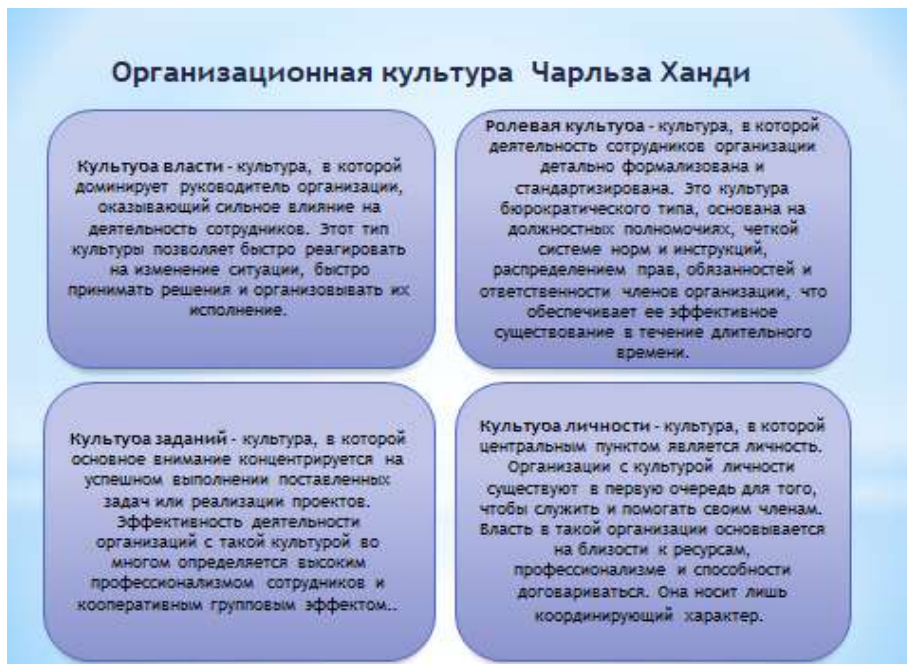 Организационная культура Чарльза Ханди
Культура власти - культура, в которой
доминирует руководитель организации,
оказывающий сильное влияние на
деятельность сотрудников. Этот тип
культуры позволяет быстро реагировать
на изменение ситуации, быстро
принимать решения и организовывать их
исполнение.
Ролевая культура - культура, в которой
деятельность сотрудников организации
детально формализована и
стандартизирована. Это культура
бюрократического типа, основана на
должностных полномочиях, четкой
системе норм и инструкций,
распределением прав, обязанностей и
ответственности членов организации, что
обеспечивает ее эффективное
существование в течение длительного
времени.
Культура заданий - культура, в которой
основное внимание концентрируется на
успешном выполнении поставленных
задач или реализации проектов.
Эффективность деятельности
организаций с такой культурой во
многом определяется высоким
профессионализмом сотрудников и
кооперативным групповым эффектом..
Культура личности - культура, в которой
центральным пунктом является личность.
Организации с культурой личности
существуют в первую очередь для того,
чтобы служить и помогать своим членам.
Власть в такой организации основывается
на близости к ресурсам,
профессионализме и способности
договариваться. Она носит лишь
координирующий характер.